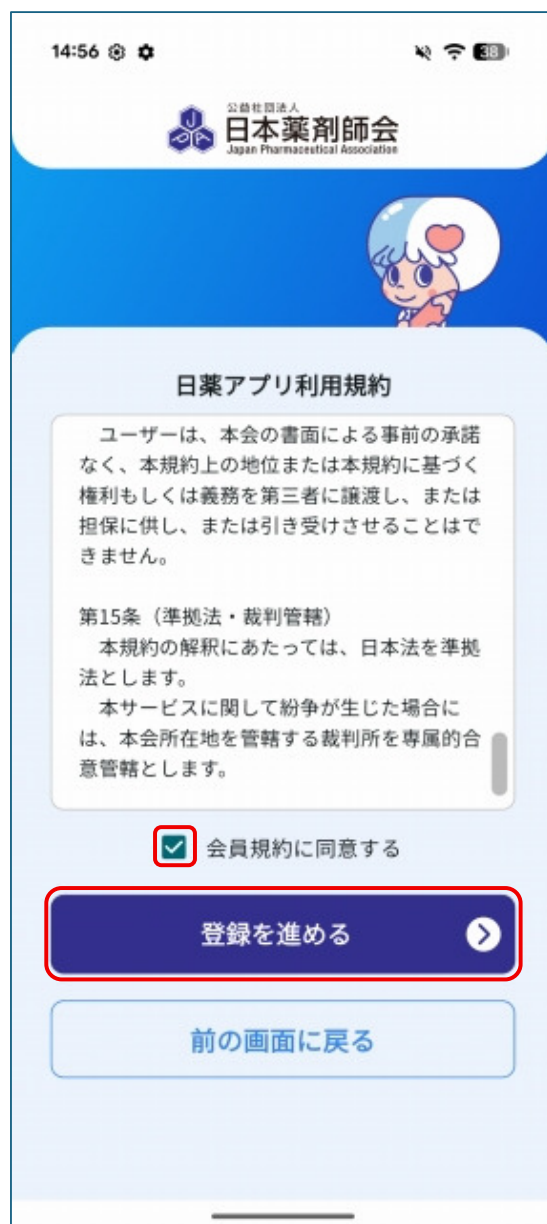 14:56
38
公益社団法人
日本薬剤師会
Japan Pharmaceutical Association
日薬アプリ利用規約
ユーザーは、本会の書面による事前の承諾
なく、本規約上の地位または本規約に基づく
権利もしくは義務を第三者に譲渡し、または
担保に供し、または引き受けさせることはで
きません。
第15条（準拠法・裁判管轄）
本規約の解釈にあたっては、日本法を準拠
法とします。
本サービスに関して紛争が生じた場合に
は、本会所在地を管轄する裁判所を専属的合
意管轄とします。
会員規約に同意する
登録を進める
前の画面に戻る